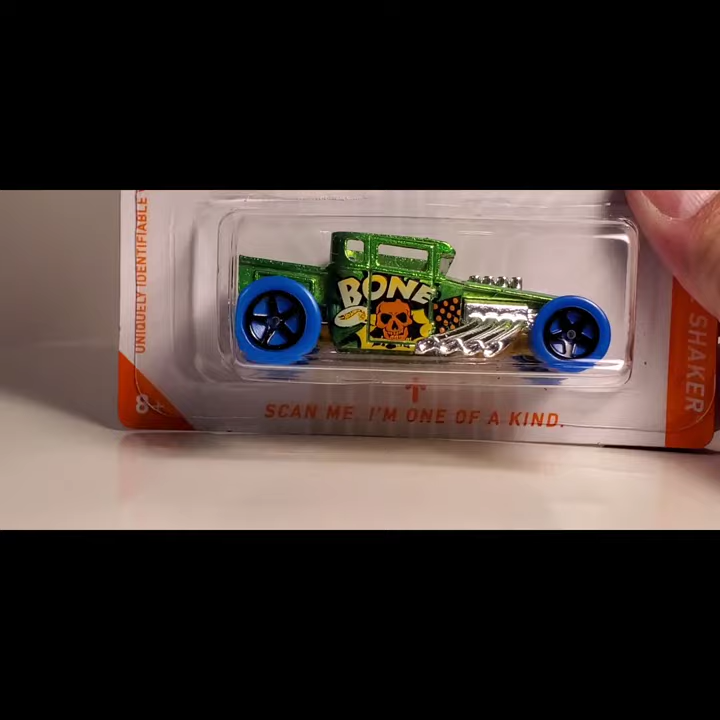 UNIQUELY IDENTIFIABLE
BONE
SCAN ME. I'M ONE OF A KIND.
SHAKER
8+